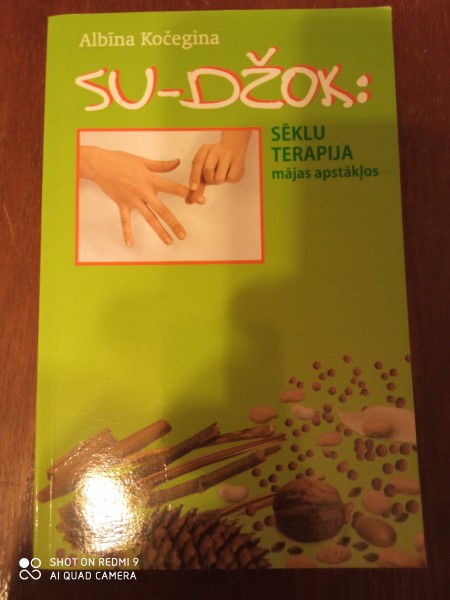 Albīna Kočegina
SU-DŽOK:
SĒKLU
TERAPIJA
mājas apstākļos
SHOT ON REDMI 9
AI QUAD CAMERA